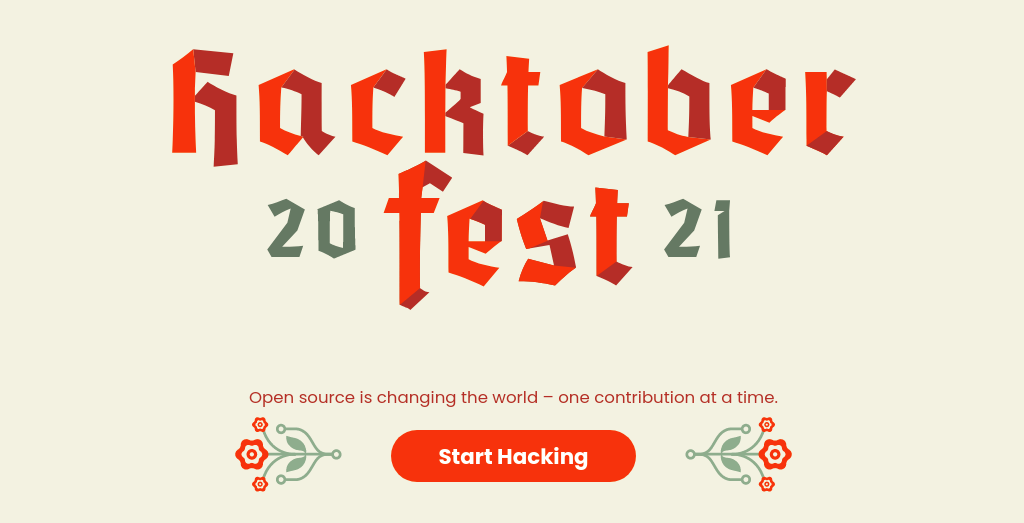 hacktober
20 fest 21
Open source is changing the world – one contribution at a time.
Start Hacking